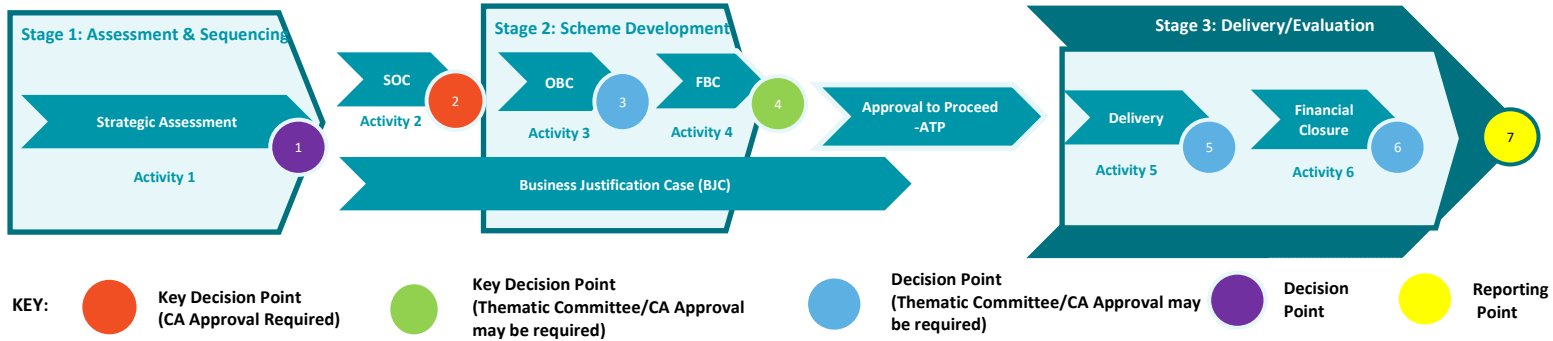 Stage 1: Assessment & Sequencing
Strategic Assessment
1
Activity 1
SOC
2
Activity 2
Stage 2: Scheme Development
OBC
3
Activity 3
FBC
4
Activity 4
Business Justification Case (BJC)
Approval to Proceed
-ATP
Stage 3: Delivery/Evaluation
Delivery
5
Activity 5
Financial
Closure
6
Activity 6
7
KEY:
Key Decision Point
(CA Approval Required)
Key Decision Point
(Thematic Committee/CA Approval
may be required)
Decision Point
(Thematic Committee/CA Approval may
be required)
Decision
Point
Reporting
Point